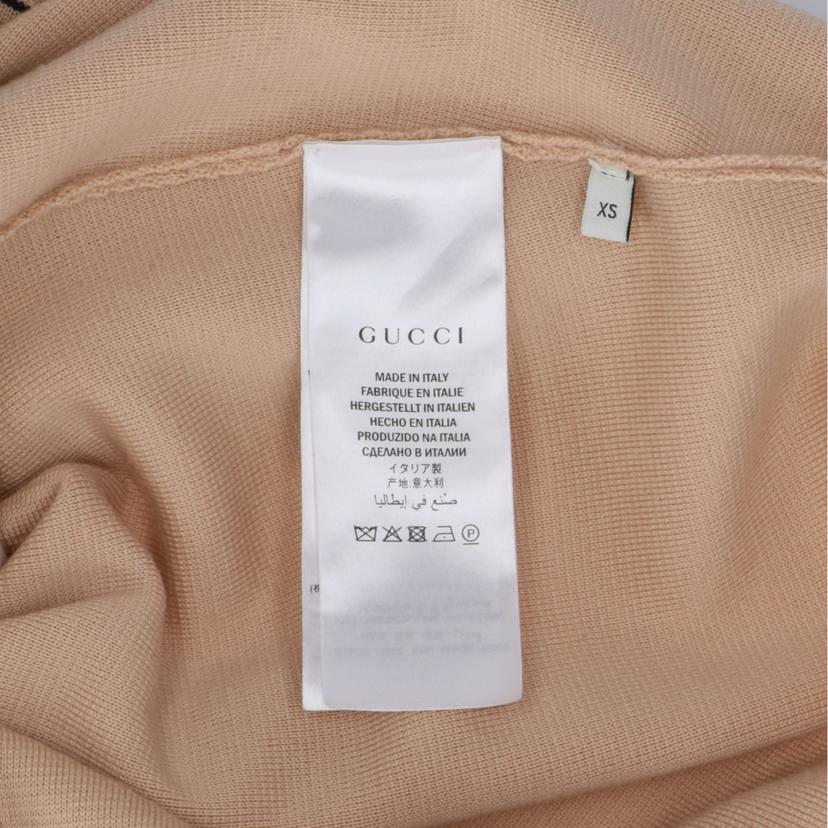 XS
GUCCI
MADE IN ITALY
FABRIQUE EN ITALIE
HERGESTELLT IN ITALIEN
HECHO EN ITALIA
PRODUZIDO NA ITALIA
СДЕЛАНО В ИТАЛИИ
イタリア製
产地:意大利
صُنع في إيطاليا
P